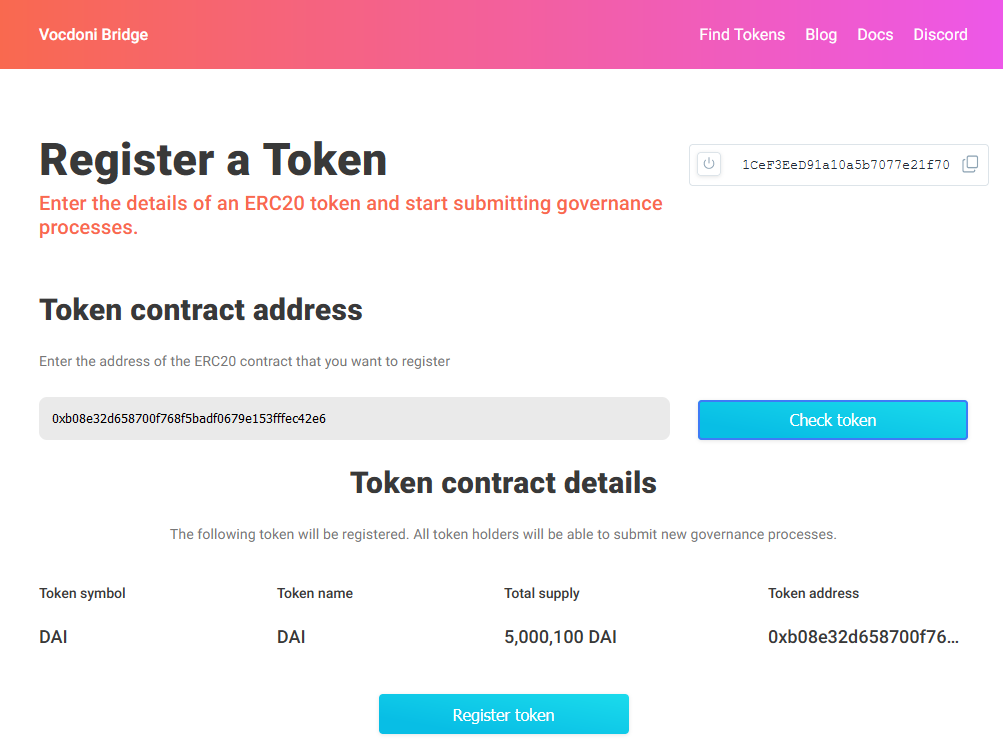 Vocdoni Bridge
Find Tokens Blog Docs Discord
Register a Token
1CeF3EeD91a10a5b7077e21f70
Enter the details of an ERC20 token and start submitting governance
processes.
Token contract address
Enter the address of the ERC20 contract that you want to register
0xb08e32d658700f768f5badf0679e153fffec42e6
Check token
Token contract details
The following token will be registered. All token holders will be able to submit new governance processes.
Token symbol Token name Total supply Token address
DAI DAI 5,000,100 DAI 0xb08e32d658700f76...
Register token